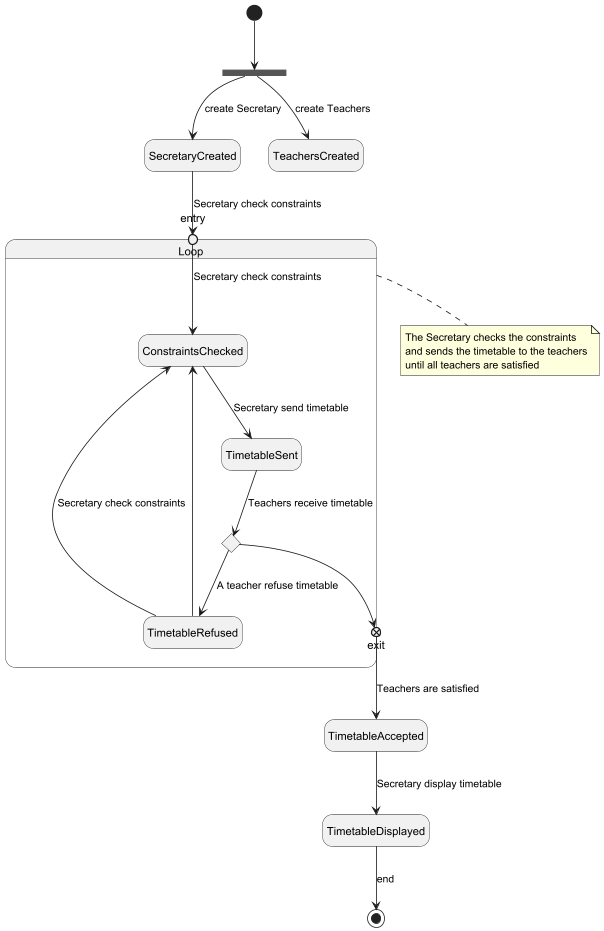 create Secretary
create Teachers
SecretaryCreated
TeachersCreated
Secretary check constraints
entry
Loop
Secretary check constraints
The Secretary checks the constraints
and sends the timetable to the teachers
until all teachers are satisfied
ConstraintsChecked
Secretary send timetable
TimetableSent
Secretary check constraints
Teachers receive timetable
A teacher refuse timetable
TimetableRefused
exit
Teachers are satisfied
TimetableAccepted
Secretary display timetable
TimetableDisplayed
end